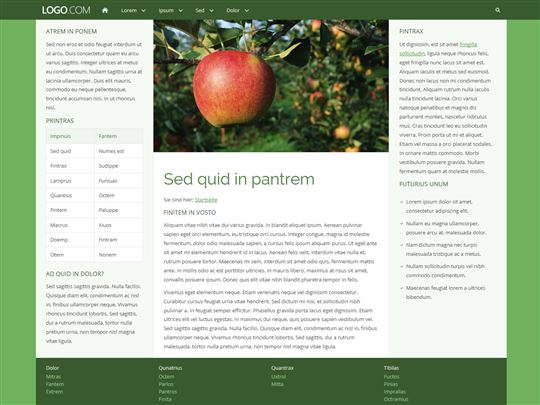 LOGO.COM
Lorem
Ipsum
Sed
Dolor
ATREM IN PONEM
Sed non eros et odio feugiat interdum ut
ut arcu. Duis consectetur quam eu arcu
varius sagittis. Integer ultrices at metus
eu condimentum. Nullam sagittis urna at
lacinia ullamcorper. Duis elit mauris,
commodo eu neque pellentesque,
tincidunt accumsan nisi. In ut rhoncus
nisl.
PRINTRAS
Impinuis Fantem
Sed quid Numes est
Finitrax Sudippe
Lamprus Funiuas
Quantius Octem
Finitem Paluppe
Macrus Xiuos
Doemp Finitram
Otem Nonem
AD QUID IN DOLOR?
Sed sagittis sagittis gravida. Nulla facilisi.
Quisque diam elit, condimentum ac nisl
in, finibus ullamcorper neque. Vivamus
rhoncus tincidunt lobortis. Sed sagittis,
dui a rutrum malesuada, tortor nulla
pretium urna, non tempor nisl magna
vitae ligula.
Sed quid in pantrem
Sie sind hier: Startseite
FINITEM IN VOSTO
Aliquam vitae nibh vitae dui varius gravida. In blandit aliquet ipsum. Aenean pulvinar
sapien eget orci elementum, eu tristique orci cursus. Integer congue, magna id molestie
fermentum, dolor odio malesuada sapien, a cursus felis ipsum aliquam purus. Ut eget ante
sit amet mi elementum hendrerit id in lacus. Aenean felis velit, interdum vitae nulla et,
rutrum posuere tortor. Maecenas mi sem, interdum sit amet odio quis, fermentum mattis
ante. In mollis odio ac est porttitor ultricies. In mauris libero, maximus at risus sit amet,
convallis posuere ipsum. Donec quis elit vitae nibh blandit pharetra tempor in felis.
Vivamus eget elementum neque. Etiam venenatis neque vel dignissim consectetur.
Curabitur cursus feugiat urna vitae hendrerit. Sed dictum mi nisi, et sollicitudin nibh
pulvinar a. In feugiat semper efficitur. Phasellus gravida porta lacus eget dignissim. Etiam
ultrices elit vel luctus egestas. In maximus dui neque, quis posuere sapien vestibulum vel.
Sed sagittis sagittis gravida. Nulla facilisi. Quisque diam elit, condimentum ac nisl in, finibus
ullamcorper neque. Vivamus rhoncus tincidunt lobortis. Sed sagittis, dui a rutrum malesuada,
tortor nulla pretium urna, non tempor nisl magna vitae ligula.
FINTRAX
Ut dignissim, est sit amet fringilla
sollicitudin, ligula neque rhoncus felis,
eget fringilla nunc lacus sit amet est.
Aliquam iaculis et metus sed euismod.
Donec non lacus non mi condimentum
tincidunt. Aliquam rutrum nulla iaculis
nulla tincidunt lacinia. Orci varius
natoque penatibus et magnis dis
parturient montes, nascetur ridiculus
mus. Cras tincidunt leo eu sollicitudin
viverra. Proin porta ut mi et aliquet.
Etiam vel massa a orci placerat sodales,
in ornare mattis commodo. Morbi
vestibulum posuere gravida. Nullam
fermentum quam at molestie mollis.
FUTURIUS UNUM
Lorem ipsum dolor sit amet,
consectetur adipiscing elit.
Nullam eu magna ullamcorper,
posuere arcu at, malesuada dolor.
Nam dictum magna nec turpis
malesuada tristique ac a metus.
Nullam sollicitudin turpis vel nibh
commodo condimentum.
Maecenas feugiat lorem a ultrices
bibendum.
Dolor
Mitras
Fantem
Extrem
Qunatrius
Octem
Parlos
Pantros
Finita
Quantrax
Uxtrol
Mitta
Tibilas
Fuctos
Pinias
Implias
Octralimus